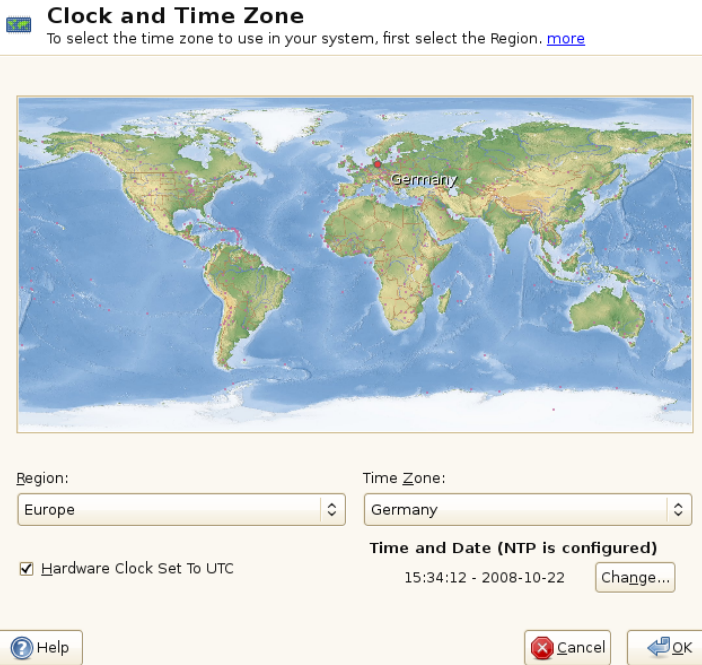 Clock and Time Zone
To select the time zone to use in your system, first select the Region. more
Germany
Region:
Time Zone:
Europe
Germany
Time and Date (NTP is configured)
Hardware Clock Set To UTC
15:34:12 - 2008-10-22
Change...
Help
Cancel
OK